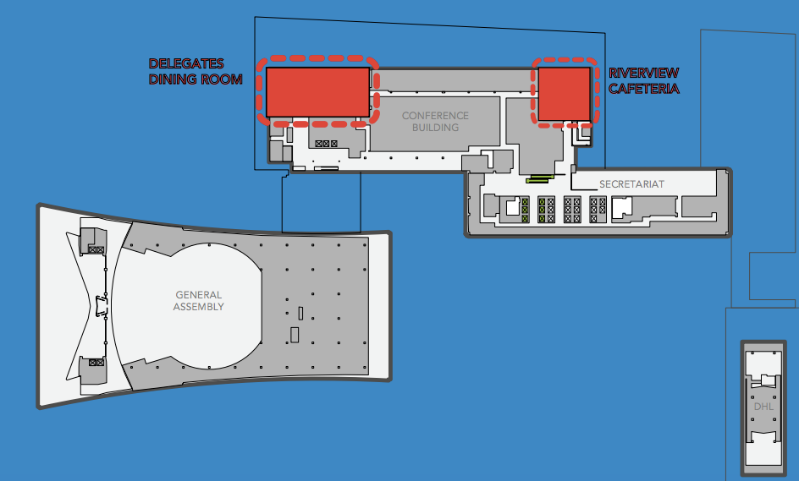 DELEGATES
DINING ROOM
RIVERVIEW
CAFETERIA
CONFERENCE
BUILDING
SECRETARIAT
GENERAL
ASSEMBLY
DHL